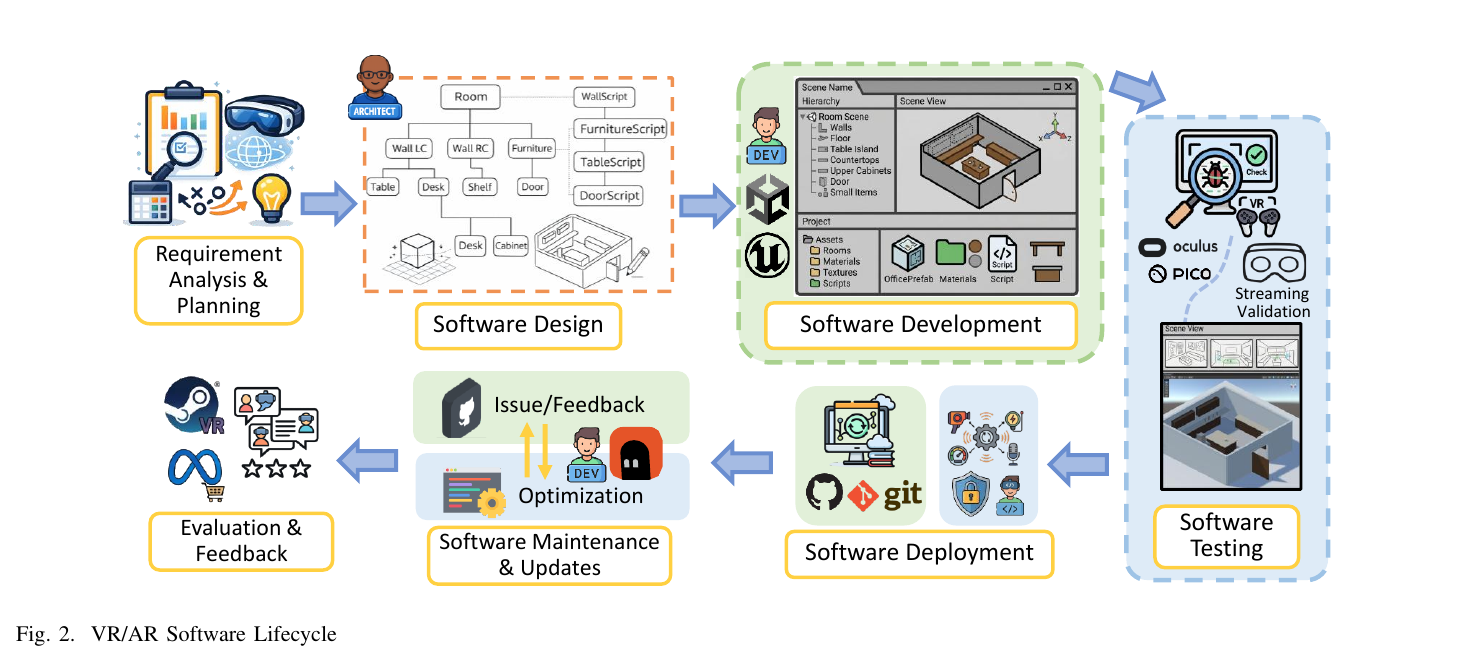 Requirement
Analysis &
Planning
ARCHITECT
Room
WallScript
FurnitureScript
Wall LC
Wall RC
Furniture
TableScript
Table
Desk
Shelf
Door
DoorScript
Desk
Cabinet
Software Design
DEV
Scene Name
Hierarchy
Scene View
Room Scene
Walls
Floor
Table Island
Countertops
Upper Cabinets
Door
Small Items
Y
X
Z
Project
Assets
Rooms
Materials
Textures
Scripts
</>
Script
OfficePrefab
Materials
Script
Software Development
Check
VR
oculus
PICO
Streaming
Validation
Scene View
Software
Testing
git
</>
Software Deployment
Issue/Feedback
DEV
Optimization
Software Maintenance
& Updates
VR
Evaluation &
Feedback
Fig. 2. VR/AR Software Lifecycle